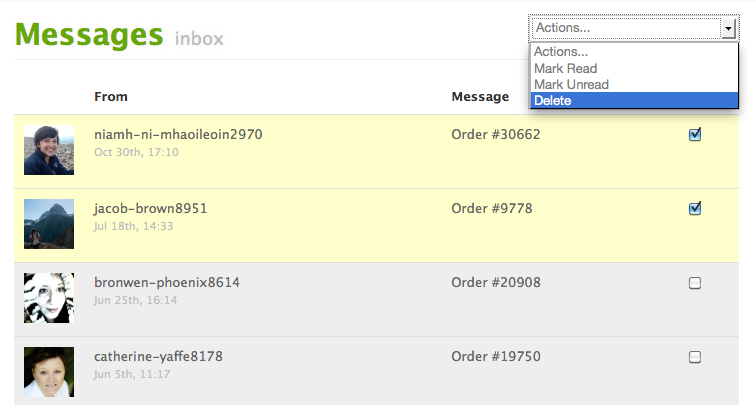 Messages inbox
Actions...
Actions...
Mark Read
Mark Unread
Delete
From Message
niamh-ni-mhaoileoin2970 Order #30662
Oct 30th, 17:10
jacob-brown8951 Order #9778
Jul 18th, 14:33
bronwen-phoenix8614 Order #20908
Jun 25th, 16:14
catherine-yaffe8178 Order #19750
Jun 5th, 11:17